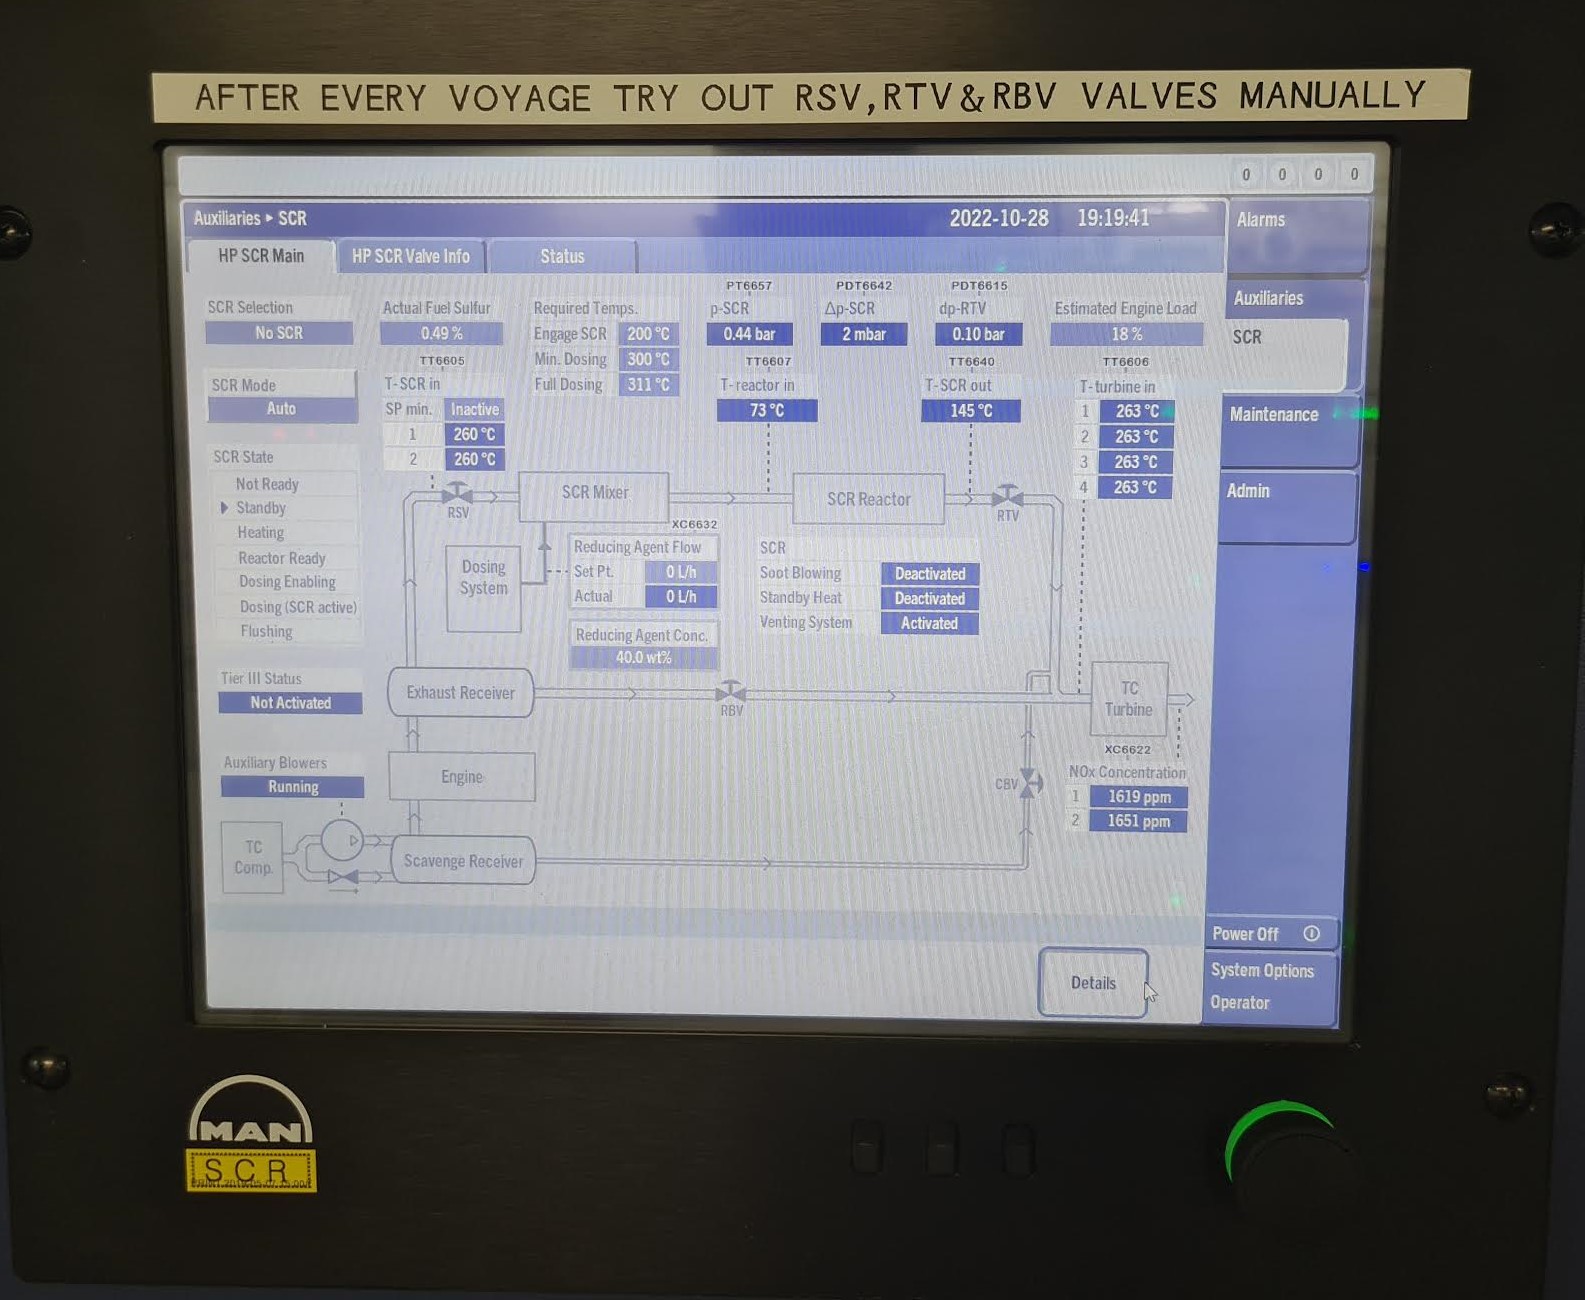 AFTER EVERY VOYAGE TRY OUT RSV,RTV&RBV VALVES MANUALLY
0 0 0 0
Auxiliaries ▸ SCR 2022-10-28 19:19:41
Alarms
Auxiliaries
SCR
Maintenance
Admin
HP SCR Main HP SCR Valve Info Status
SCR Selection
No SCR
SCR Mode
Auto
SCR State
Not Ready
Standby
Heating
Reactor Ready
Dosing Enabling
Dosing (SCR active)
Flushing
Tier III Status
Not Activated
Auxiliary Blowers
Running
Actual Fuel Sulfur
0.49 %
TT6605
T-SCR in
SP min. Inactive
1 260 °C
2 260 °C
Required Temps.
Engage SCR 200 °C
Min. Dosing 300 °C
Full Dosing 311 °C
PT6657
p-SCR
0.44 bar
PDT6642
Δp-SCR
2 mbar
PDT6615
dp-RTV
0.10 bar
Estimated Engine Load
18 %
TT6607
T-reactor in
73 °C
TT6640
T-SCR out
145 °C
TT6606
T-turbine in
1 263 °C
2 263 °C
3 263 °C
4 263 °C
RSV
SCR Mixer
SCR Reactor
RTV
Dosing
System
XC6632
Reducing Agent Flow
Set Pt. 0 L/h
Actual 0 L/h
Reducing Agent Conc.
40.0 wt%
SCR
Soot Blowing Deactivated
Standby Heat Deactivated
Venting System Activated
Exhaust Receiver
RBV
TC
Turbine
Engine
CBV
XC6622
NOx Concentration
1 1619 ppm
2 1651 ppm
TC
Comp.
Scavenge Receiver
Details
Power Off
System Options
Operator
MAN
SCR